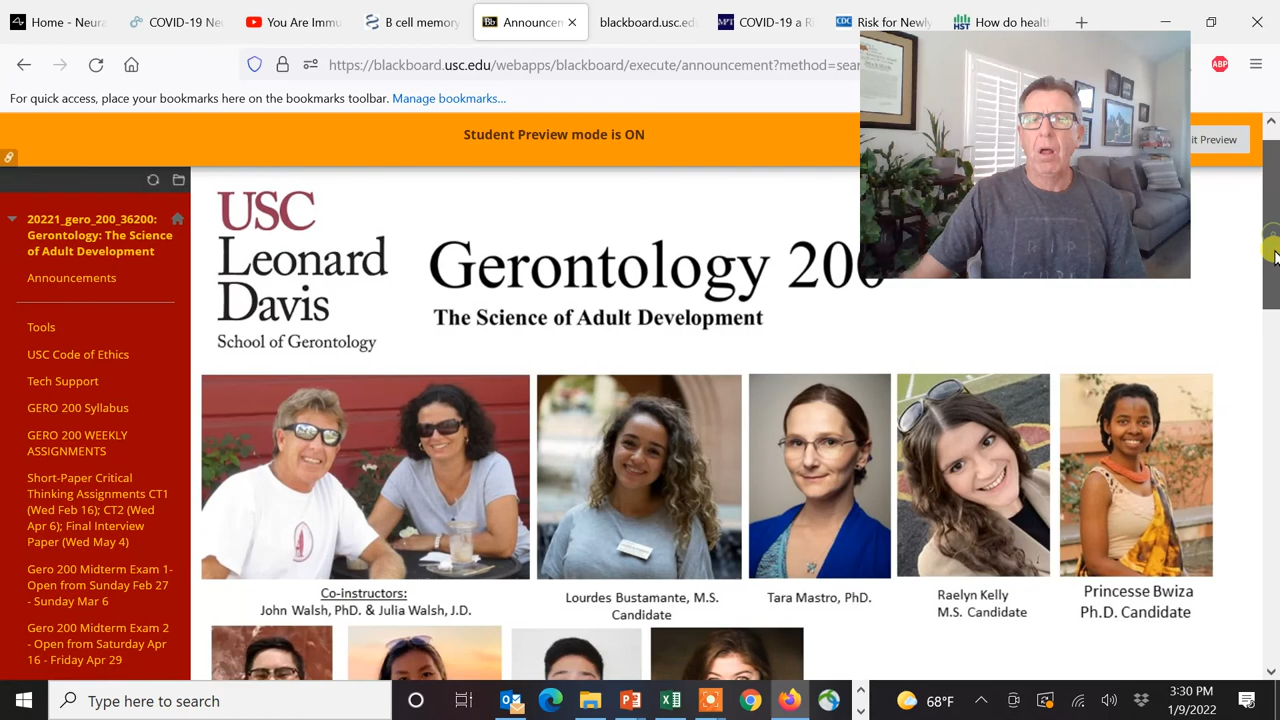 Home - Neura
COVID-19 Ne
You Are Immu
B cell memory
Bb Announcen
blackboard.usc.ed
MPT COVID-19 a R
CDC Risk for Newly
HST How do healt
https://blackboard.usc.edu/webapps/blackboard/execute/announcement?method=sear
ABP
For quick access, place your bookmarks here on the bookmarks toolbar. Manage bookmarks...
Student Preview mode is ON
it Preview
20221_gero_200_36200:
Gerontology: The Science
of Adult Development
Announcements
Tools
USC Code of Ethics
Tech Support
GERO 200 Syllabus
GERO 200 WEEKLY
ASSIGNMENTS
Short-Paper Critical
Thinking Assignments CT1
(Wed Feb 16); CT2 (Wed
Apr 6); Final Interview
Paper (Wed May 4)
Gero 200 Midterm Exam 1-
Open from Sunday Feb 27
- Sunday Mar 6
Gero 200 Midterm Exam 2
- Open from Saturday Apr
16 - Friday Apr 29
USC
Leonard
Davis
School of Gerontology
Gerontology 200
The Science of Adult Development
R I P
Co-instructors:
John Walsh, PhD. & Julia Walsh, J.D.
Lourdes Bustamante, M.S.
Candidate
Tara Mastro, PhD.
Raelyn Kelly
M.S. Candidate
Princesse Bwiza
Ph.D. Candidate
Type here to search
68°F
3:30 PM
1/9/2022